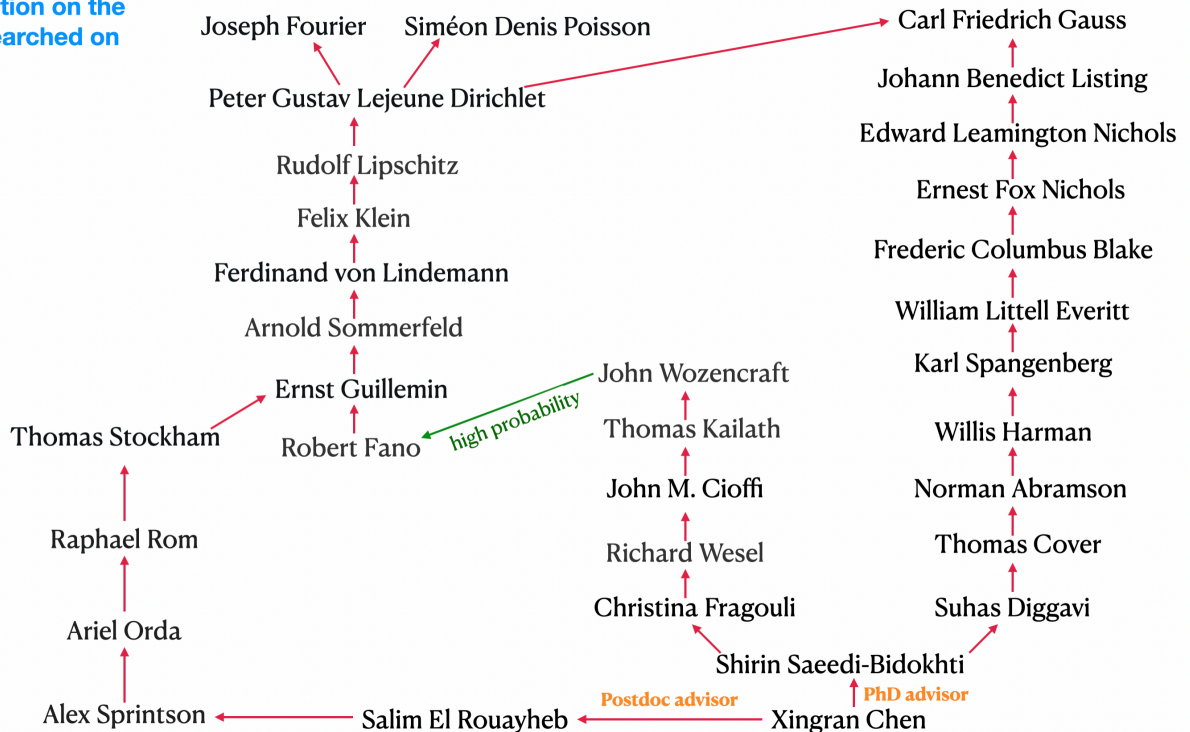 tion on the
earched on
Joseph Fourier
Siméon Denis Poisson
Carl Friedrich Gauss
Peter Gustav Lejeune Dirichlet
Johann Benedict Listing
Edward Leamington Nichols
Rudolf Lipschitz
Ernest Fox Nichols
Felix Klein
Frederic Columbus Blake
Ferdinand von Lindemann
William Littell Everitt
Arnold Sommerfeld
Karl Spangenberg
John Wozencraft
Ernst Guillemin
high probability
Thomas Kailath
Willis Harman
Thomas Stockham
Robert Fano
John M. Cioffi
Norman Abramson
Raphael Rom
Richard Wesel
Thomas Cover
Christina Fragouli
Suhas Diggavi
Ariel Orda
Shirin Saeedi-Bidokhti
Postdoc advisor
PhD advisor
Alex Sprintson
Salim El Rouayheb
Xingran Chen